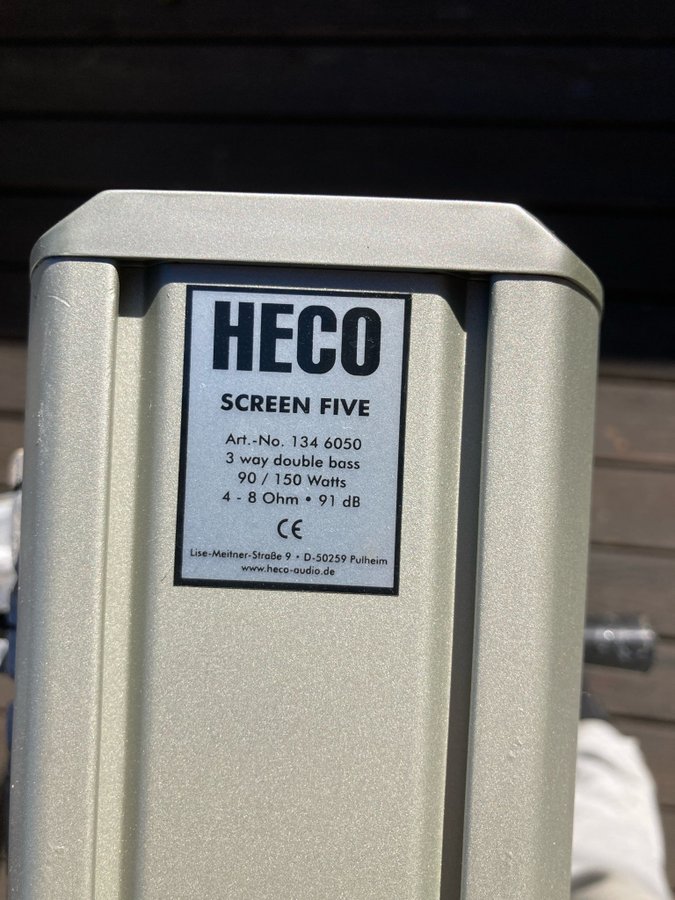 HECO
SCREEN FIVE
Art.-No. 134 6050
3 way double bass
90 / 150 Watts
4 - 8 Ohm • 91 dB
CE
Lise-Meitner-Straße 9 • D-50259 Pulheim
www.heco-audio.de